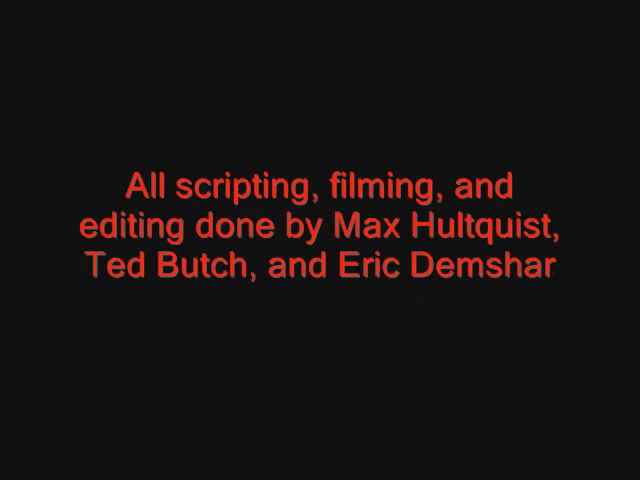 All scripting, filming, and
editing done by Max Hultquist,
Ted Butch, and Eric Demshar